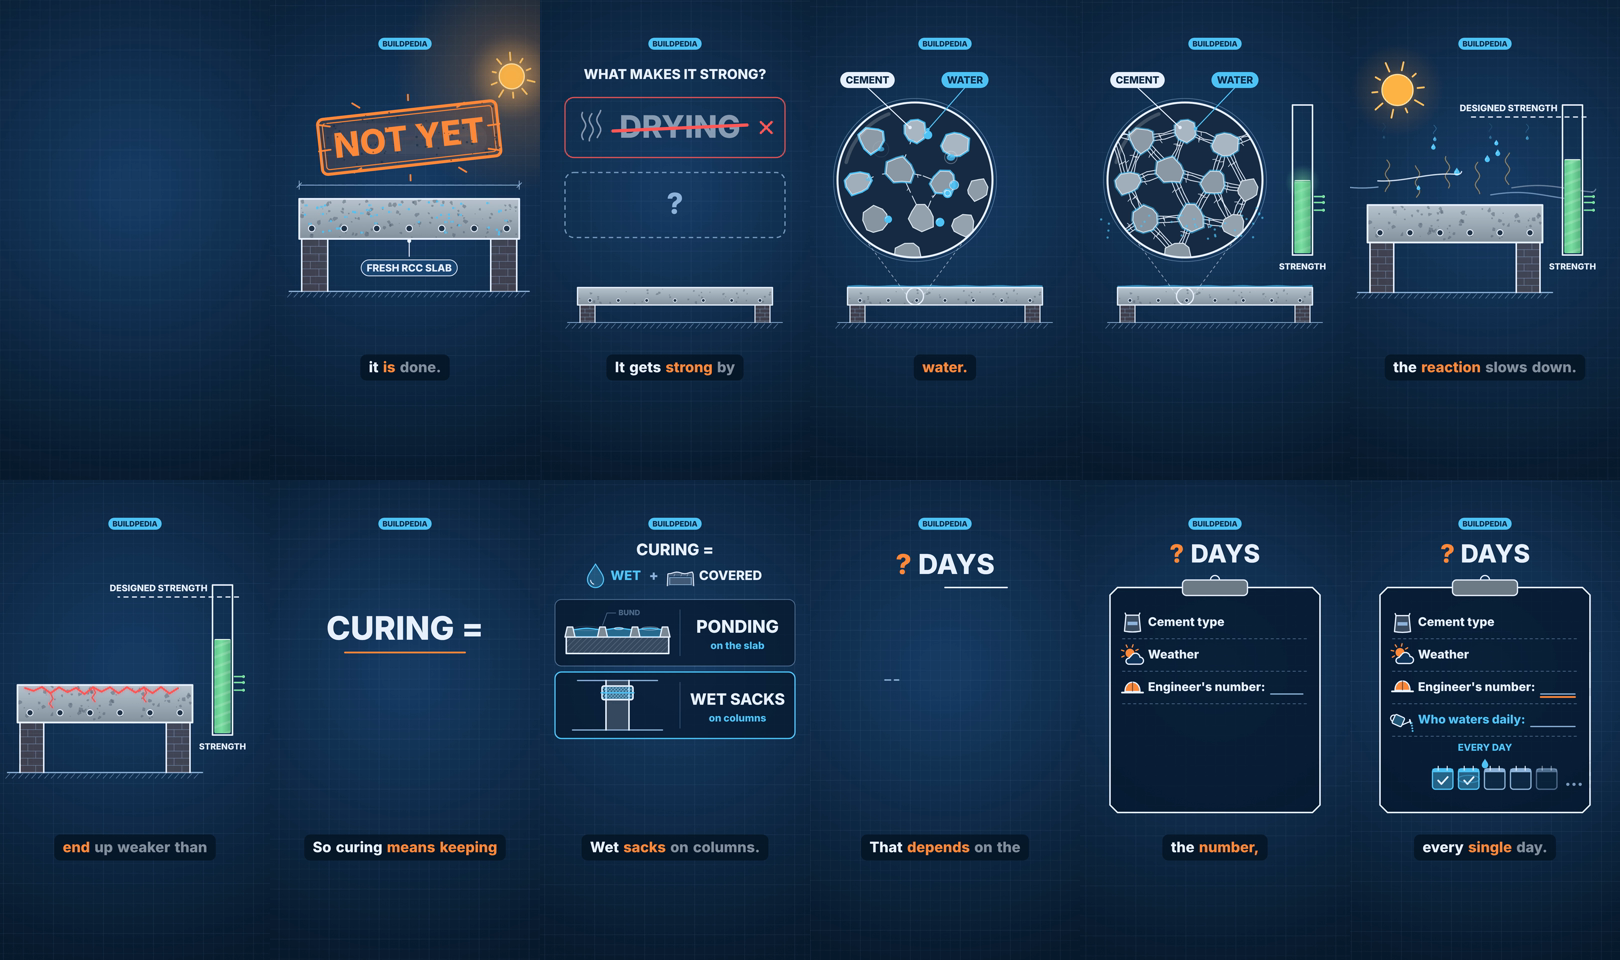 BUILDPEDIA
NOT YET
FRESH RCC SLAB
it is done.
BUILDPEDIA
WHAT MAKES IT STRONG?
DRYING
?
It gets strong by
BUILDPEDIA
CEMENT
WATER
water.
BUILDPEDIA
CEMENT
WATER
STRENGTH
BUILDPEDIA
DESIGNED STRENGTH
STRENGTH
the reaction slows down.
BUILDPEDIA
DESIGNED STRENGTH
STRENGTH
end up weaker than
BUILDPEDIA
CURING =
So curing means keeping
BUILDPEDIA
CURING =
WET + COVERED
BUND
PONDING
on the slab
WET SACKS
on columns
Wet sacks on columns.
BUILDPEDIA
? DAYS
That depends on the
BUILDPEDIA
? DAYS
Cement type
Weather
Engineer's number:
the number,
BUILDPEDIA
? DAYS
Cement type
Weather
Engineer's number:
Who waters daily:
EVERY DAY
...
every single day.